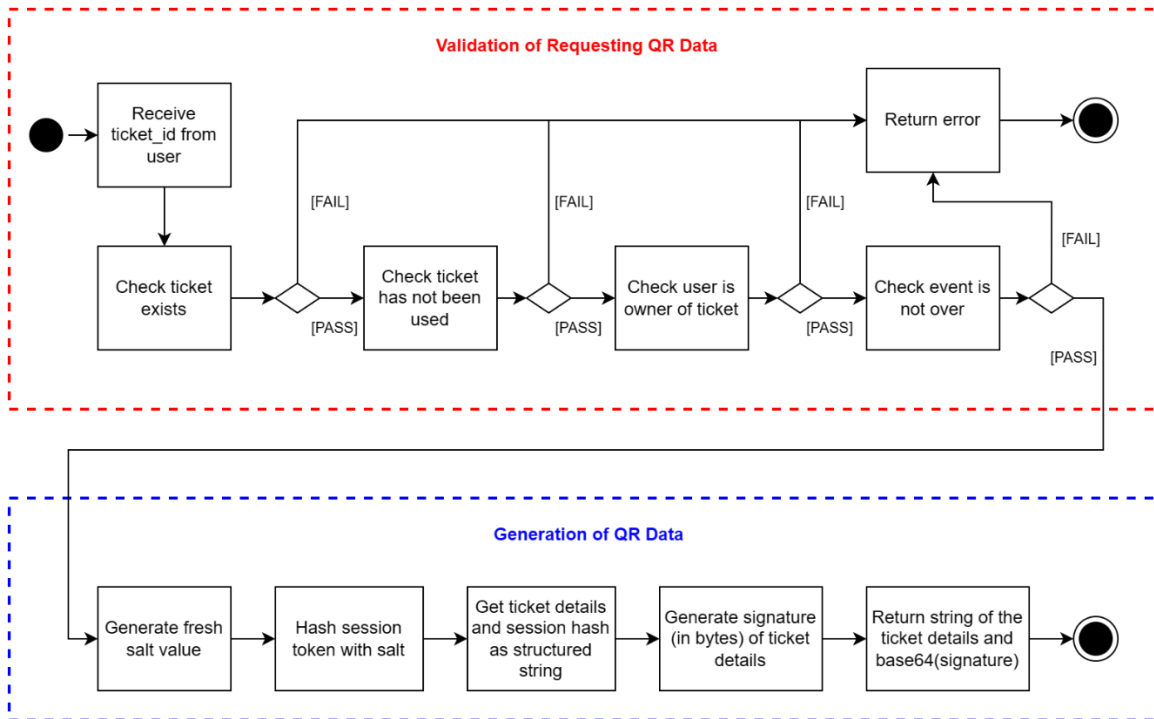 Validation of Requesting QR Data
Receive
ticket_id from
user
Return error
[FAIL]
[FAIL]
[FAIL]
[FAIL]
Check ticket
exists
Check ticket
has not been
used
Check user is
owner of ticket
Check event is
not over
[PASS]
[PASS]
[PASS]
[PASS]
Generation of QR Data
Generate fresh
salt value
Hash session
token with salt
Get ticket details
and session hash
as structured
string
Generate signature
(in bytes) of ticket
details
Return string of the
ticket details and
base64(signature)